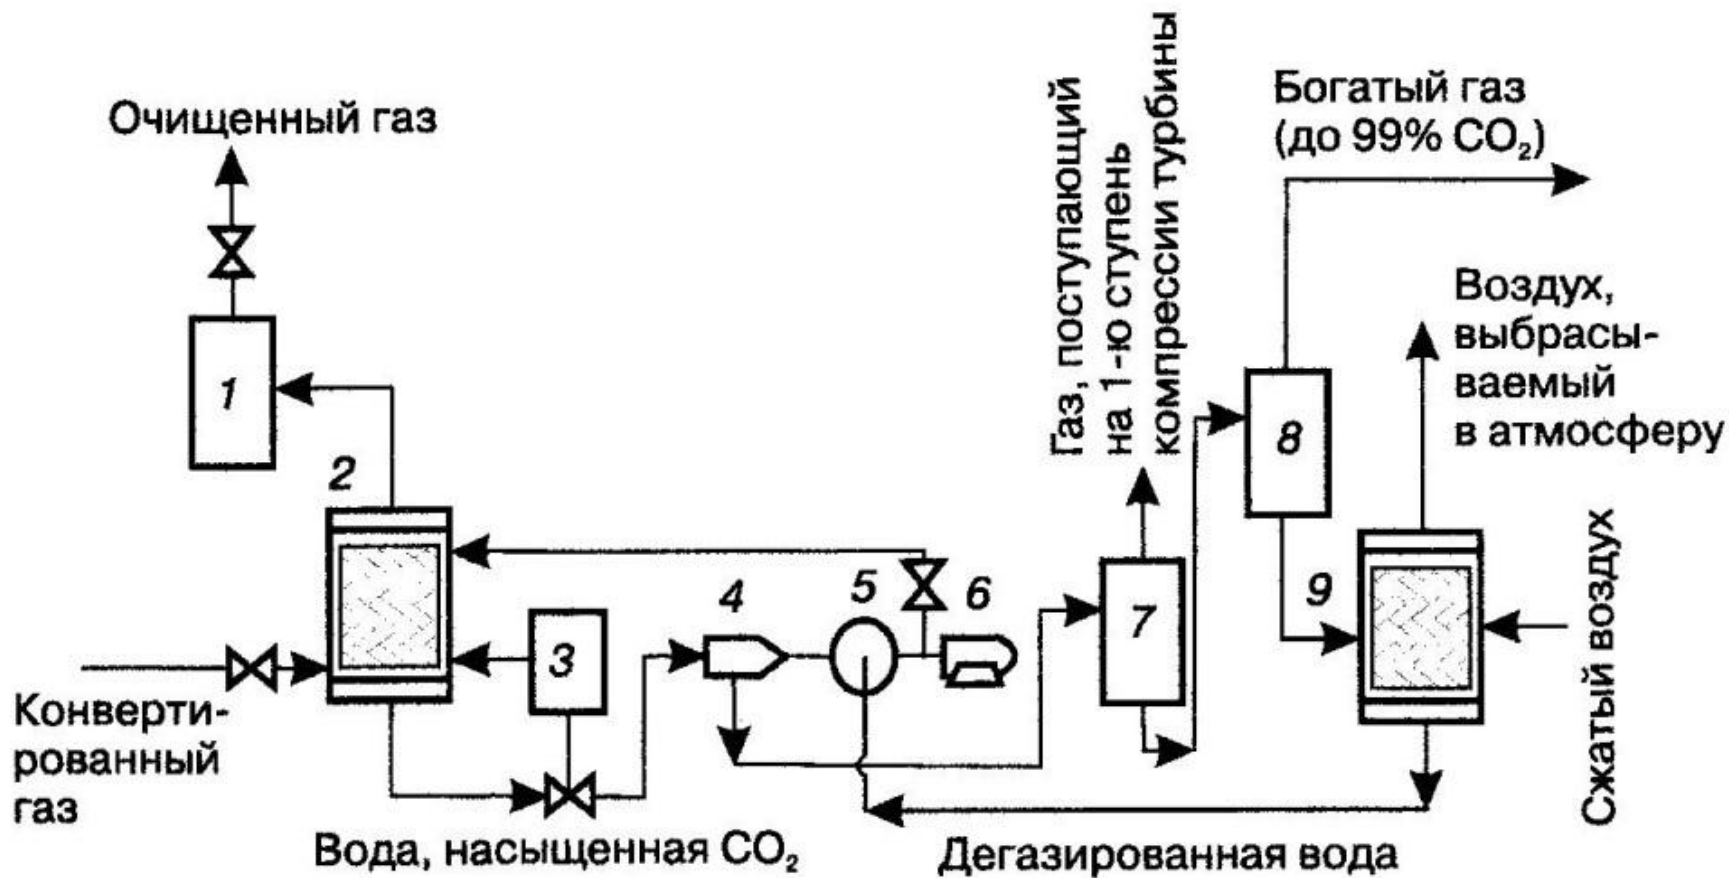 Очищенный газ
1
2
3
4
5
6
7
8
9
Конверти-
рованный
газ
Вода, насыщенная CO₂
Дегазированная вода
Газ, поступающий
на 1-ю ступень
компрессии турбины
Богатый газ
(до 99% CO₂)
Воздух,
выбрасы-
ваемый
в атмосферу
Сжатый воздух